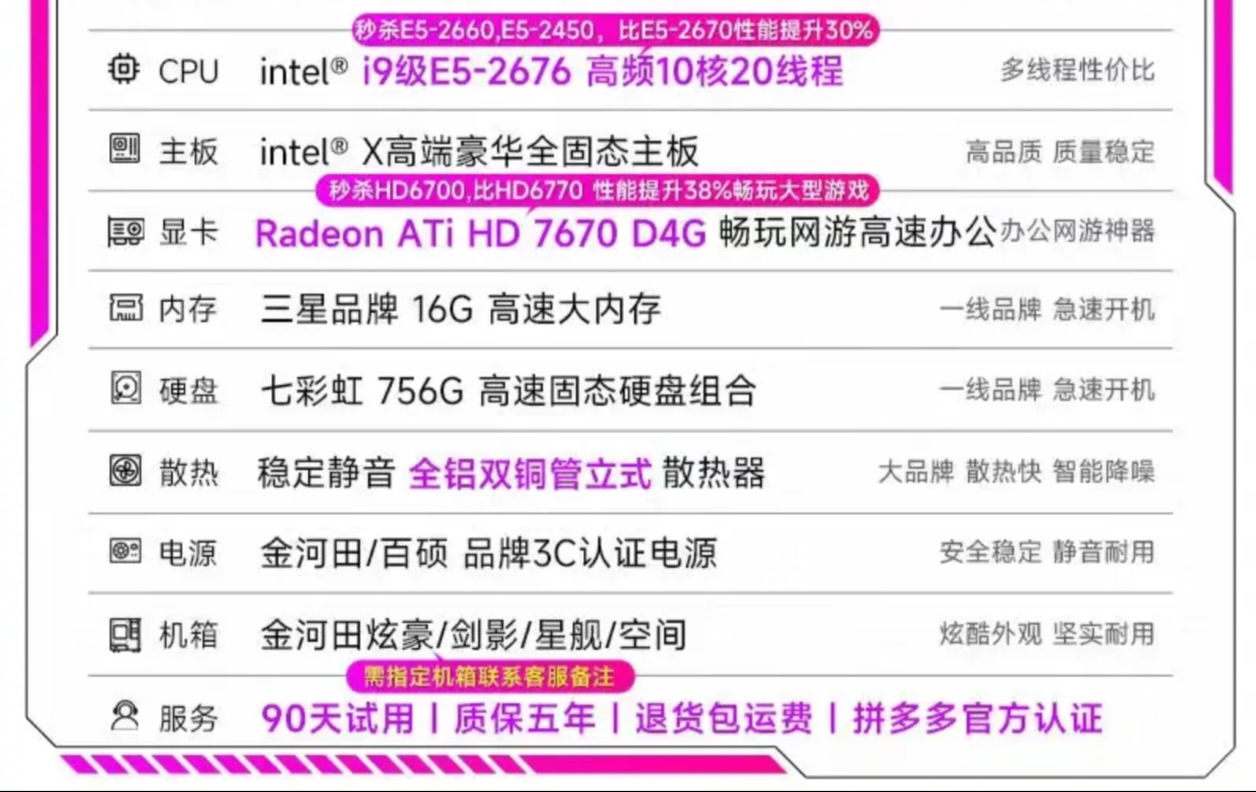 秒杀E5-2660,E5-2450，比E5-2670性能提升30%
CPU intel® i9级E5-2676 高频10核20线程 多线程性价比
主板 intel® X高端豪华全固态主板 高品质 质量稳定
秒杀HD6700,比HD6770 性能提升38%畅玩大型游戏
显卡 Radeon ATi HD 7670 D4G 畅玩网游高速办公 办公网游神器
内存 三星品牌 16G 高速大内存 一线品牌 急速开机
硬盘 七彩虹 756G 高速固态硬盘组合 一线品牌 急速开机
散热 稳定静音 全铝双铜管立式 散热器 大品牌 散热快 智能降噪
电源 金河田/百硕 品牌3C认证电源 安全稳定 静音耐用
机箱 金河田炫豪/剑影/星舰/空间 炫酷外观 坚实耐用
需指定机箱联系客服备注
服务 90天试用丨质保五年丨退货包运费丨拼多多官方认证